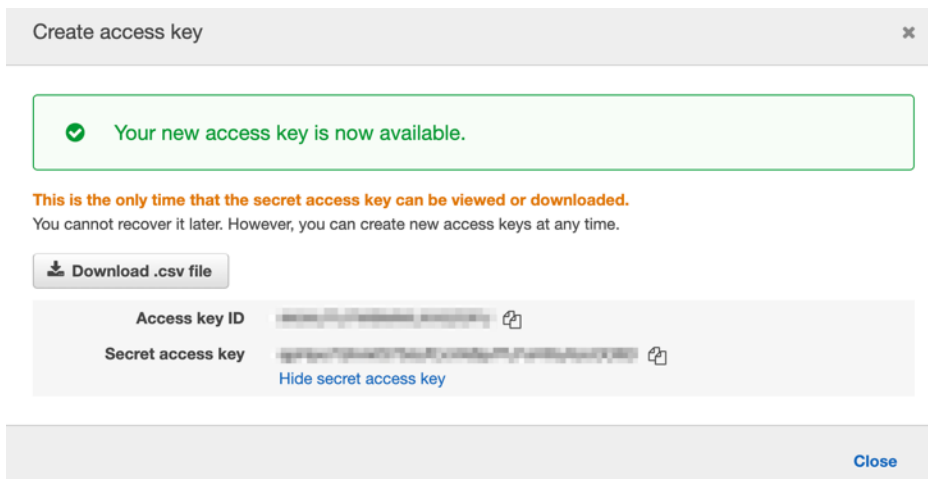 Create access key
Your new access key is now available.
This is the only time that the secret access key can be viewed or downloaded.
You cannot recover it later. However, you can create new access keys at any time.
Download .csv file
Access key ID
Secret access key
Hide secret access key
Close